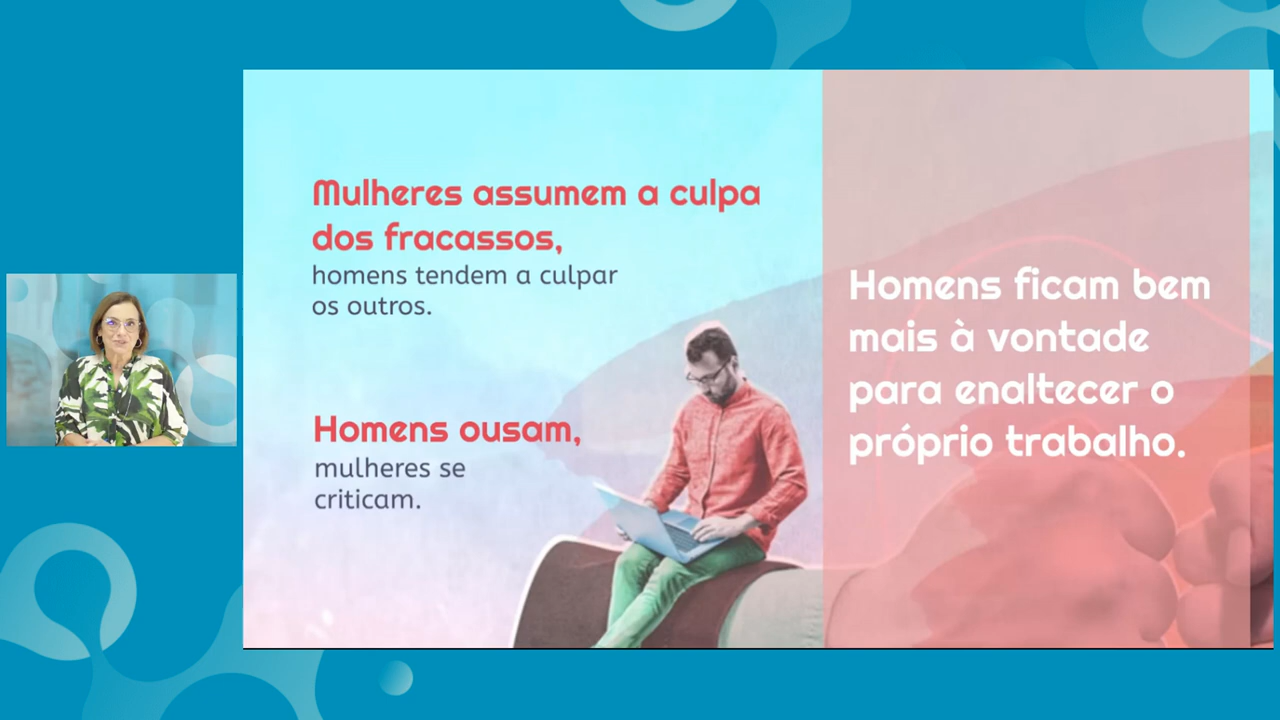 Mulheres assumem a culpa
dos fracassos,
homens tendem a culpar
os outros.
Homens ousam,
mulheres se
criticam.
Homens ficam bem
mais à vontade
para enaltecer o
próprio trabalho.